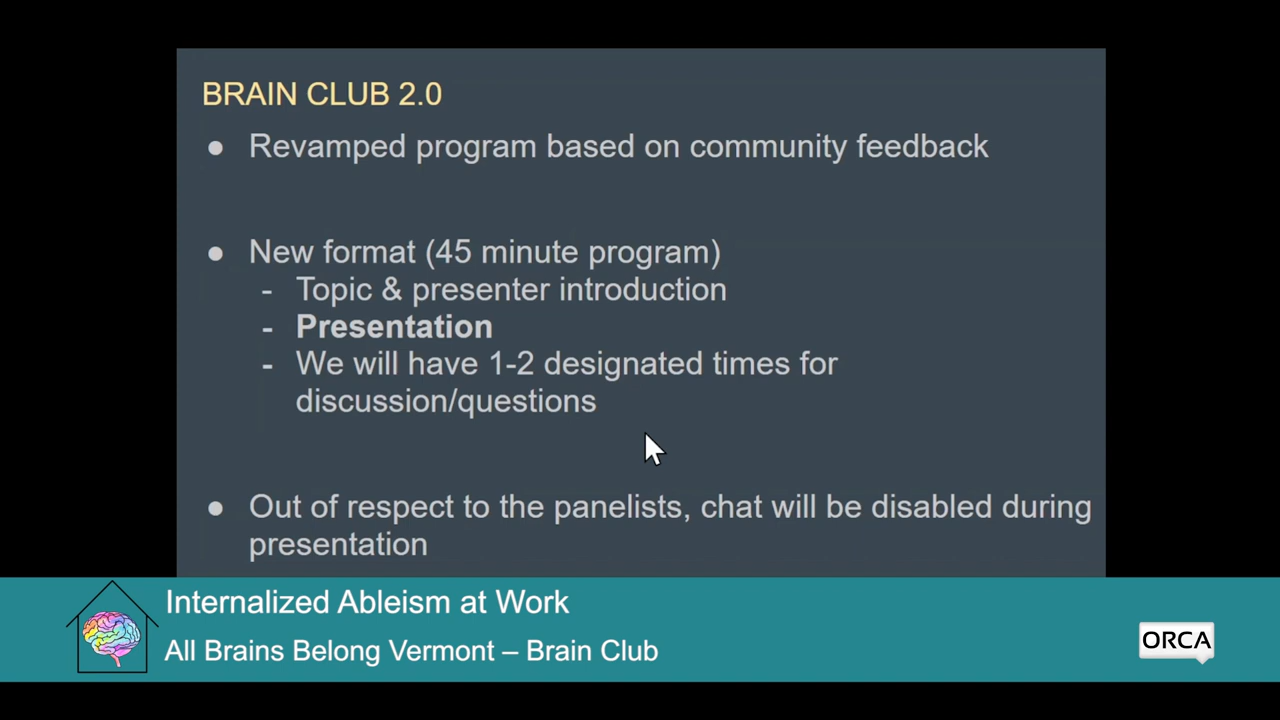 BRAIN CLUB 2.0
● Revamped program based on community feedback
● New format (45 minute program)
- Topic & presenter introduction
- Presentation
- We will have 1-2 designated times for
discussion/questions
● Out of respect to the panelists, chat will be disabled during
presentation
Internalized Ableism at Work
All Brains Belong Vermont – Brain Club
ORCA